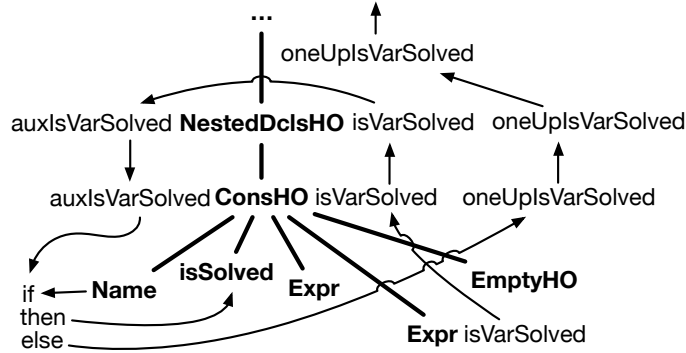 ...
oneUpIsVarSolved
auxIsVarSolved NestedDclsHO isVarSolved oneUpIsVarSolved
auxIsVarSolved ConsHO isVarSolved oneUpIsVarSolved
isSolved
if Name Expr EmptyHO
then
else Expr isVarSolved